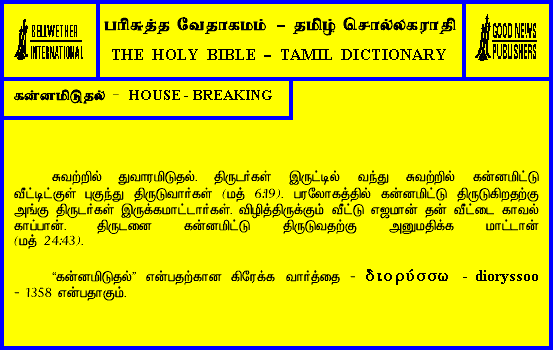 BELLWETHER
INTERNATIONAL
பரிசுத்த வேதாகமம் – தமிழ் சொல்லகராதி
THE HOLY BIBLE – TAMIL DICTIONARY
GOOD NEWS
PUBLISHERS
கன்னமிடுதல் – HOUSE - BREAKING
சுவற்றில் துவாரமிடுதல். திருடர்கள் இருட்டில் வந்து சுவற்றில் கன்னமிட்டு
வீட்டிட்குள் புகுந்து திருடுவார்கள் (மத் 6:19). பரலோகத்தில் கன்னமிட்டு திருடுகிறதற்கு
அங்கு திருடர்கள் இருக்கமாட்டார்கள். விழித்திருக்கும் வீட்டு எஜமான் தன் வீட்டை காவல்
காப்பான். திருடனை கன்னமிட்டு திருடுவதற்கு அனுமதிக்க மாட்டான்
(மத் 24:43).
“கன்னமிடுதல்” என்பதற்கான கிரேக்க வார்த்தை - διορύσσω - dioryssoo
- 1358 என்பதாகும்.